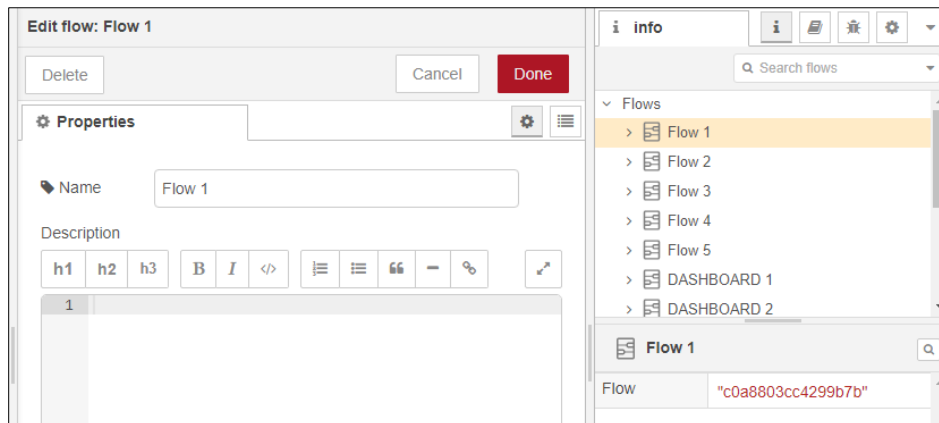 Edit flow: Flow 1
Delete
Cancel
Done
Properties
Name
Flow 1
Description
h1 h2 h3 B I </>
1
i info
i
Search flows
Flows
Flow 1
Flow 2
Flow 3
Flow 4
Flow 5
DASHBOARD 1
DASHBOARD 2
Flow 1
Flow "c0a8803cc4299b7b"